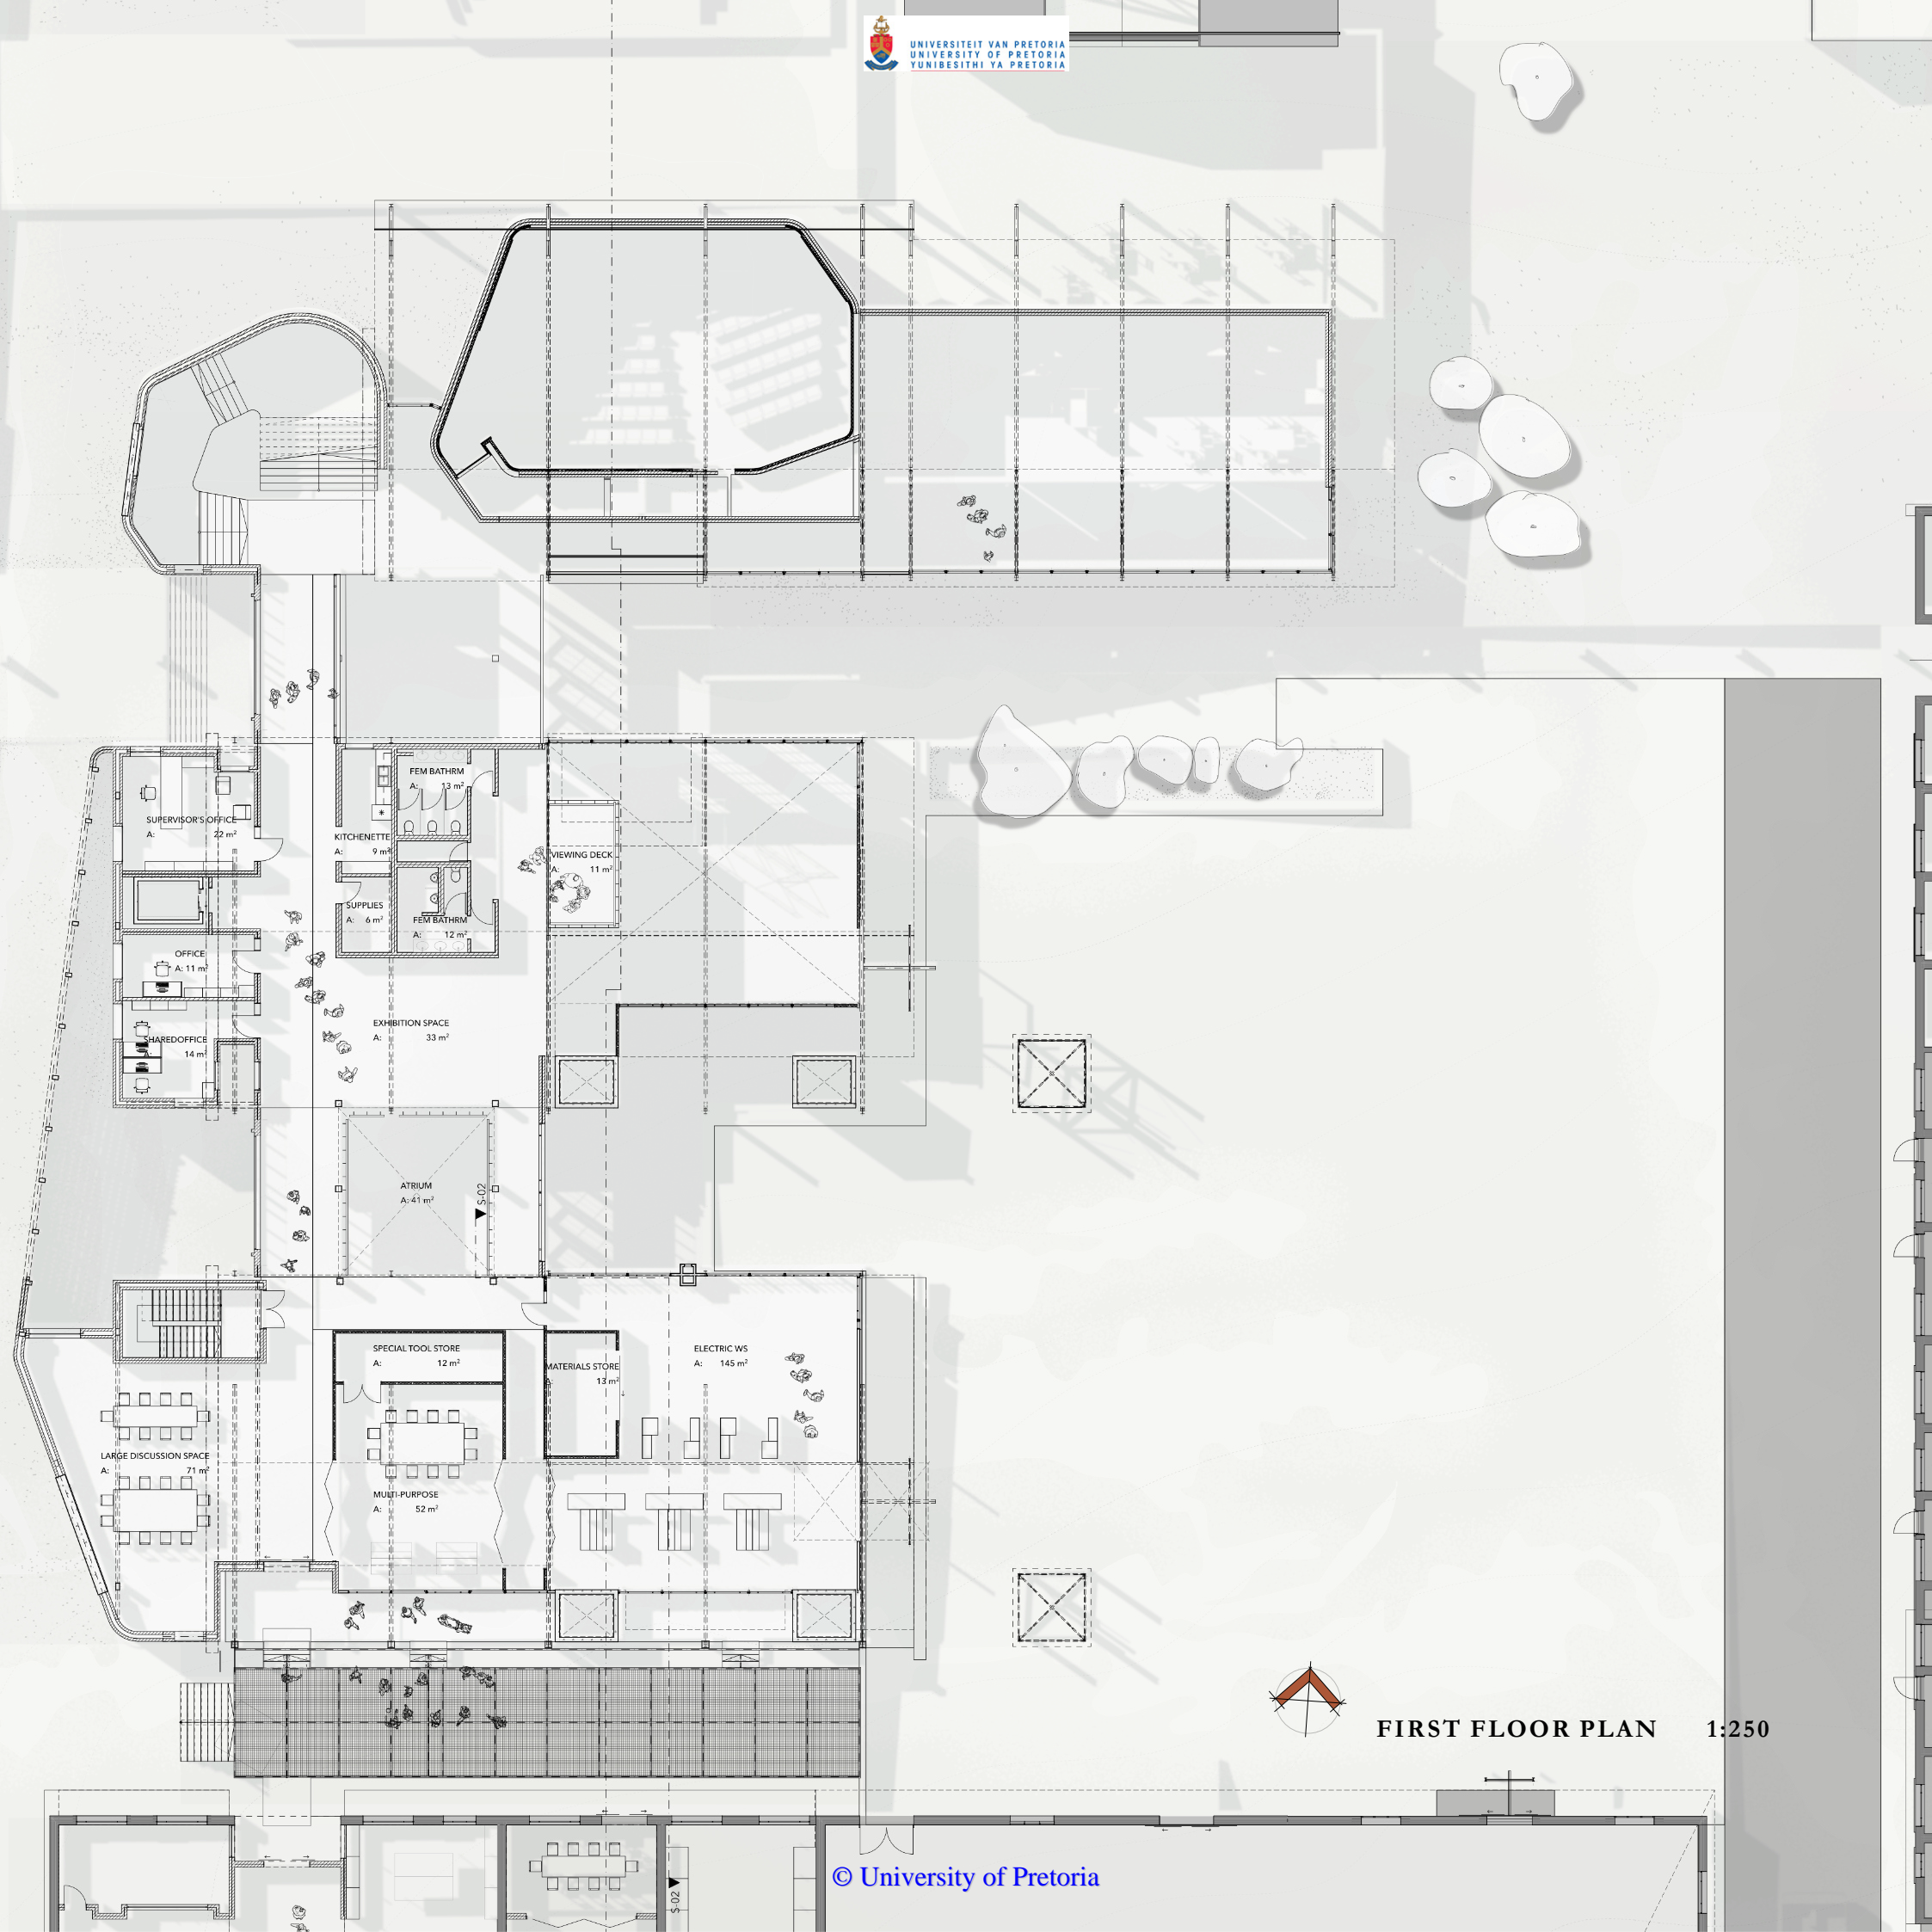 UNIVERSITEIT VAN PRETORIA
UNIVERSITY OF PRETORIA
YUNIBESITHI YA PRETORIA
FEM BATHRM
A: 13 m²
SUPERVISOR'S OFFICE
A: 22 m²
KITCHENETTE
A: 9 m²
VIEWING DECK
A: 11 m²
SUPPLIES
A: 6 m²
FEM BATHRM
A: 12 m²
OFFICE
A: 11 m²
EXHIBITION SPACE
A: 33 m²
SHAREDOFFICE
A: 14 m²
ATRIUM
A: 41 m²
S-02
SPECIAL TOOL STORE
A: 12 m²
MATERIALS STORE
A: 13 m²
ELECTRIC WS
A: 145 m²
LARGE DISCUSSION SPACE
A: 71 m²
MULTI-PURPOSE
A: 52 m²
FIRST FLOOR PLAN 1:250
© University of Pretoria
S-02